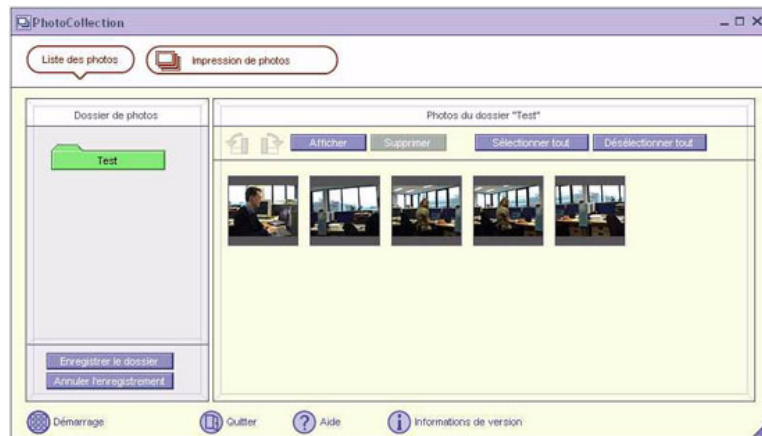 PhotoCollection
Liste des photos
Impression de photos
Dossier de photos
Test
Enregistrer le dossier
Annuler l'enregistrement
Photos du dossier "Test"
Afficher
Supprimer
Sélectionner tout
Désélectionner tout
Démarrage
Quitter
Aide
Informations de version